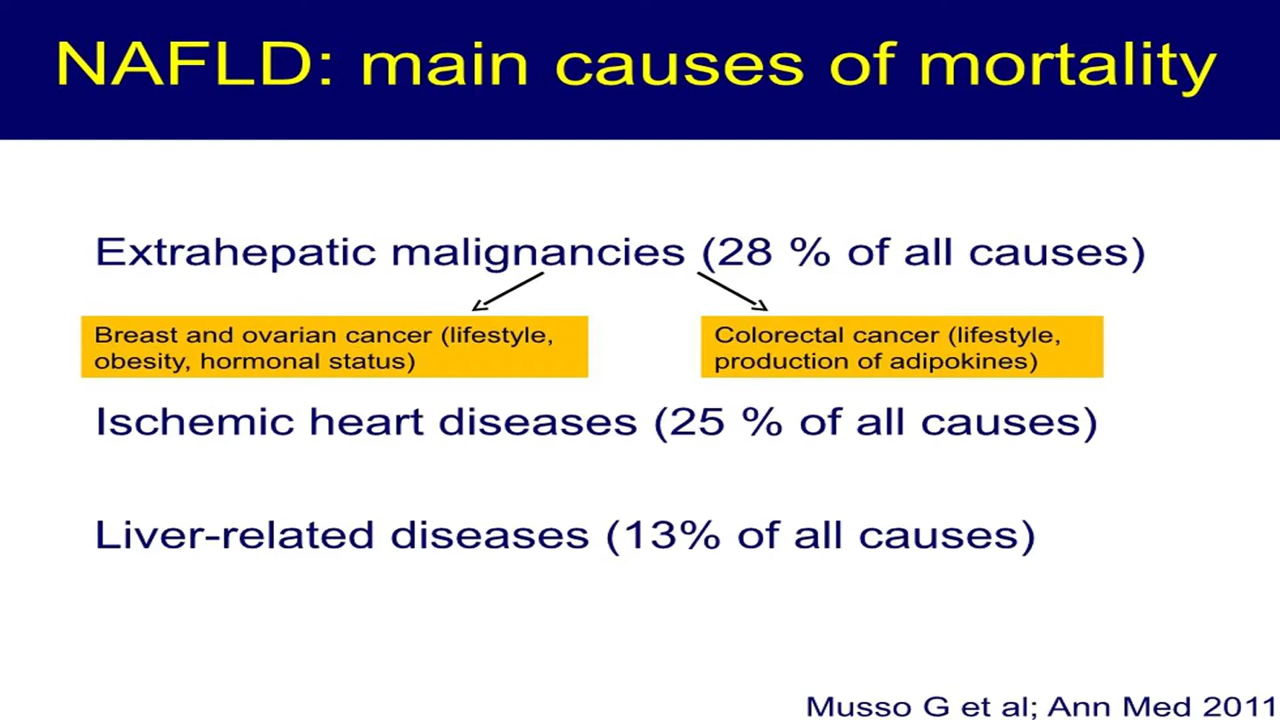 NAFLD: main causes of mortality
Extrahepatic malignancies (28 % of all causes)
Breast and ovarian cancer (lifestyle,
obesity, hormonal status)
Colorectal cancer (lifestyle,
production of adipokines)
Ischemic heart diseases (25 % of all causes)
Liver-related diseases (13% of all causes)
Musso G et al; Ann Med 2011